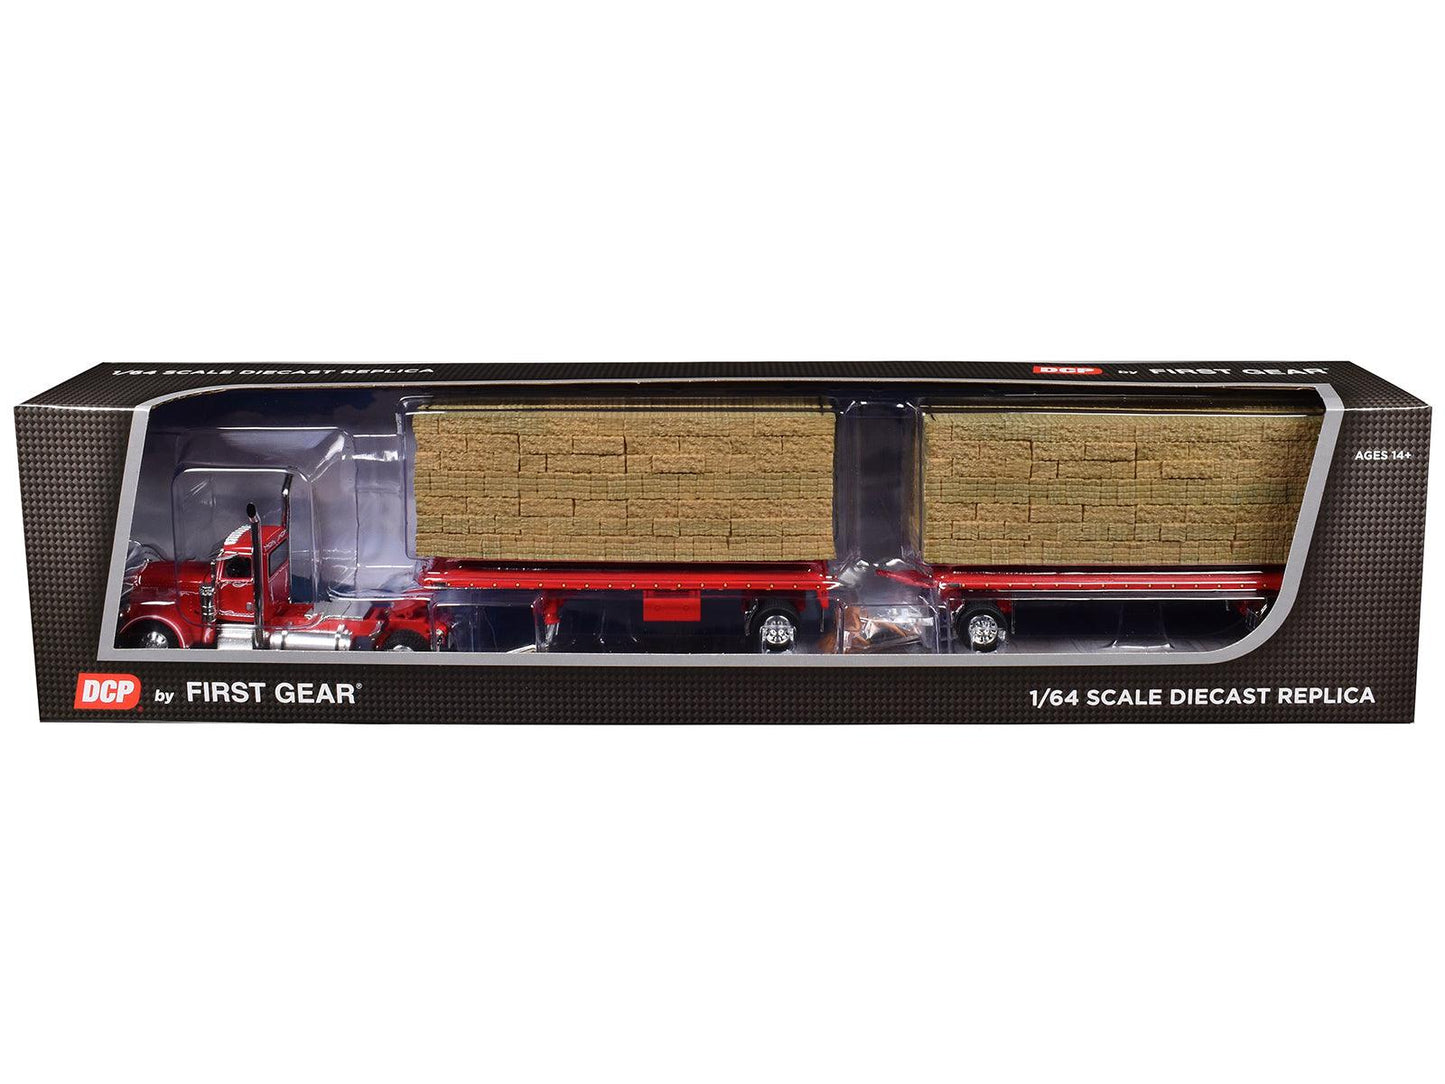 1/64 SCALE DIECAST REPLICA
DCP by FIRST GEAR®
AGES 14+
DCP® by FIRST GEAR®
1/64 SCALE DIECAST REPLICA